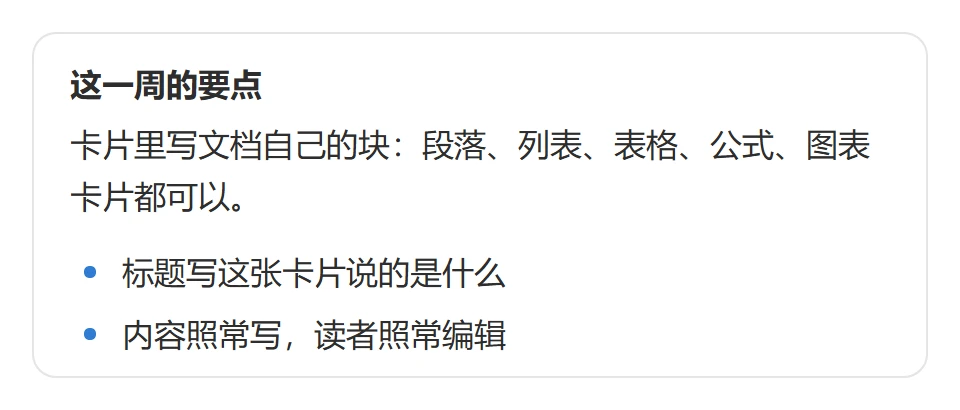 这一周的要点
卡片里写文档自己的块：段落、列表、表格、公式、图表
卡片都可以。
标题写这张卡片说的是什么
内容照常写，读者照常编辑